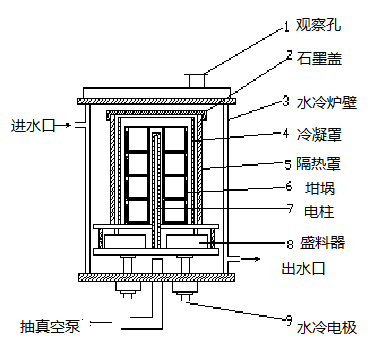 1 观察孔
2 石墨盖
3 水冷炉壁
进水口
4 冷凝罩
5 隔热罩
6 坩埚
7 电柱
8 盛料器
出水口
抽真空泵
9 水冷电极